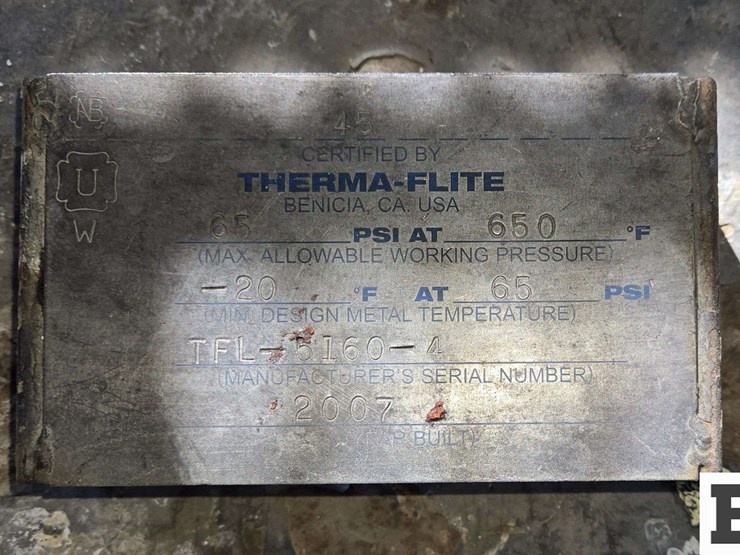 NB
45
CERTIFIED BY
U
THERMA-FLITE
BENICIA, CA. USA
W
65 PSI AT 650 °F
(MAX. ALLOWABLE WORKING PRESSURE)
-20 °F AT 65 PSI
(MIN. DESIGN METAL TEMPERATURE)
TFL-5160-4
(MANUFACTURER'S SERIAL NUMBER)
2007
BUILT)